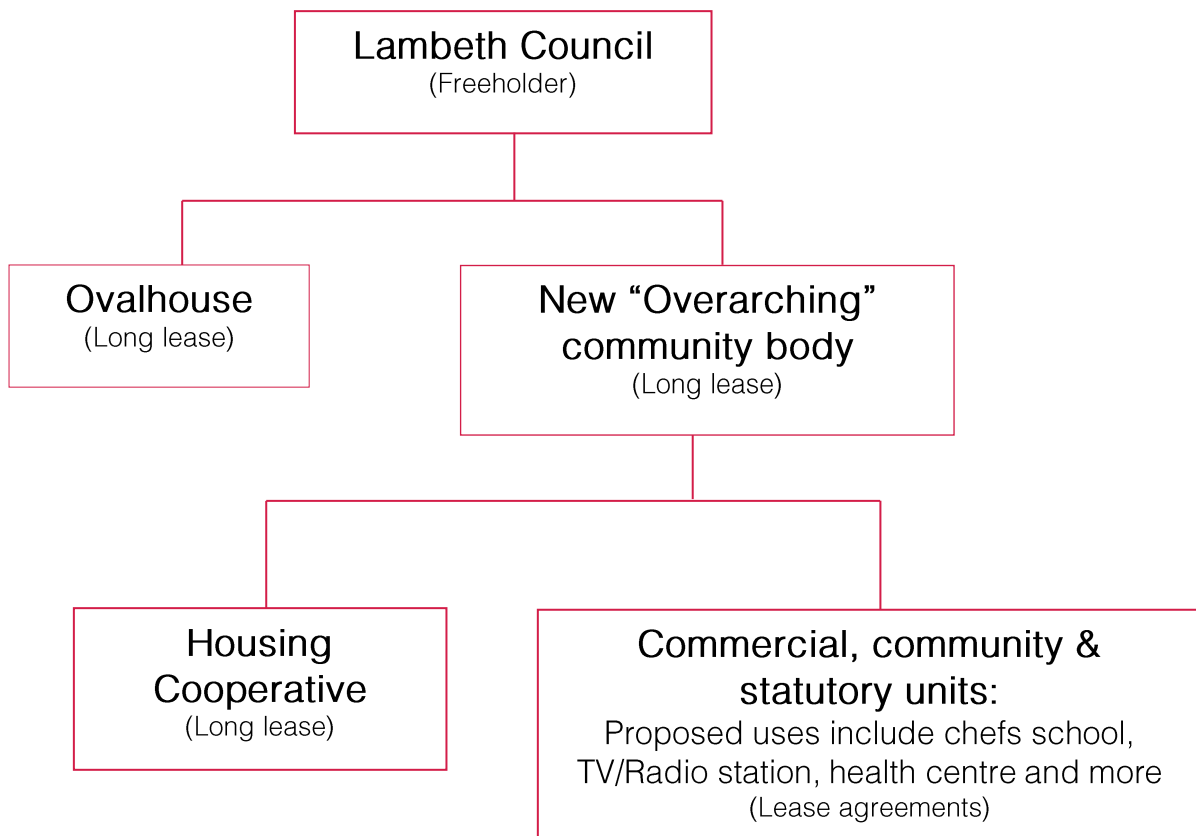 Lambeth Council
(Freeholder)
Ovalhouse
(Long lease)
New “Overarching”
community body
(Long lease)
Housing
Cooperative
(Long lease)
Commercial, community &
statutory units:
Proposed uses include chefs school,
TV/Radio station, health centre and more
(Lease agreements)